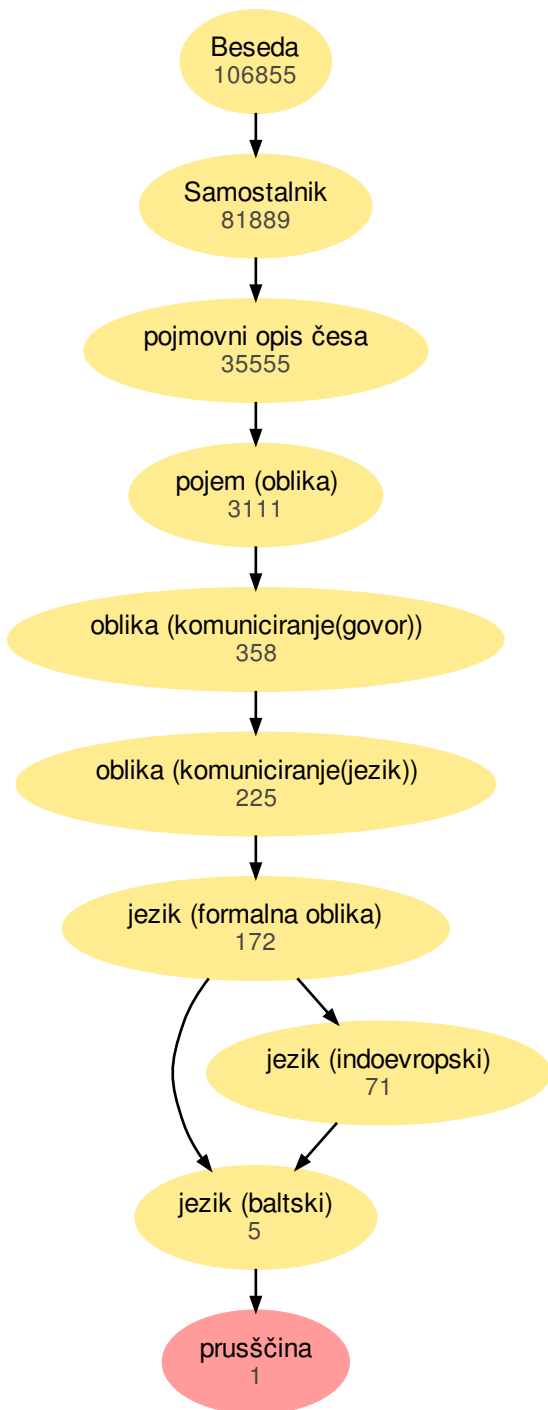 Beseda
106855
Samostalnik
81889
pojmovni opis česa
35555
pojem (oblika)
3111
oblika (komuniciranje(govor))
358
oblika (komuniciranje(jezik))
225
jezik (formalna oblika)
172
jezik (indoevropski)
71
jezik (baltski)
5
prusščina
1